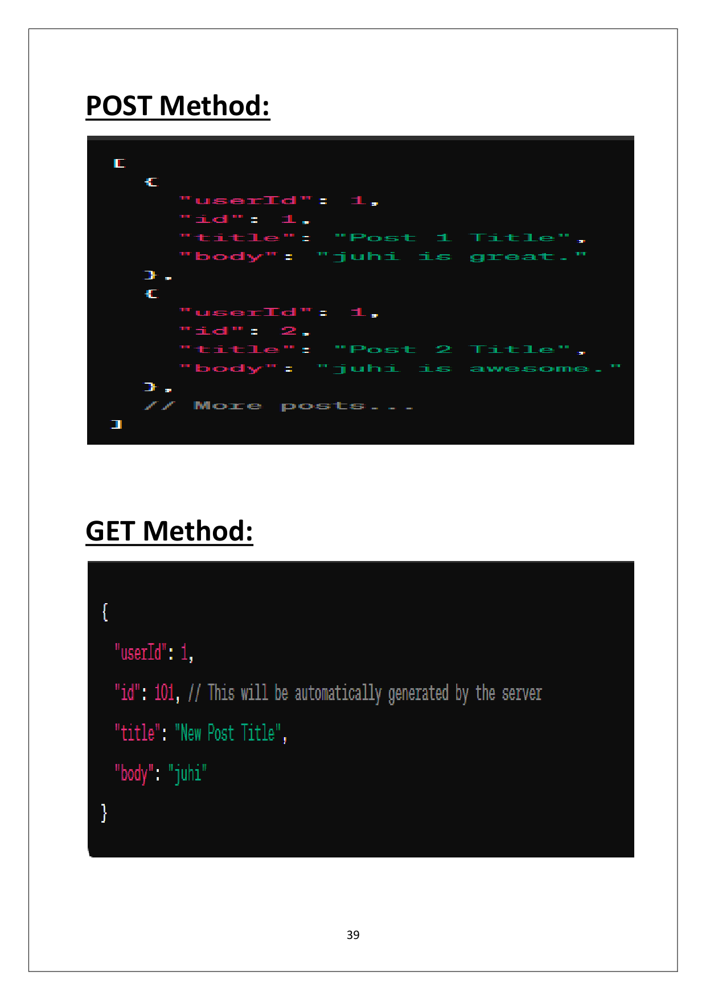 POST Method:
[
{
"userId": 1,
"id": 1,
"title": "Post 1 Title",
"body": "juhi is great."
},
{
"userId": 1,
"id": 2,
"title": "Post 2 Title",
"body": "juhi is awesome."
},
// More posts...
]
GET Method:
{
"userId": 1,
"id": 101, // This will be automatically generated by the server
"title": "New Post Title",
"body": "juhi"
}
39